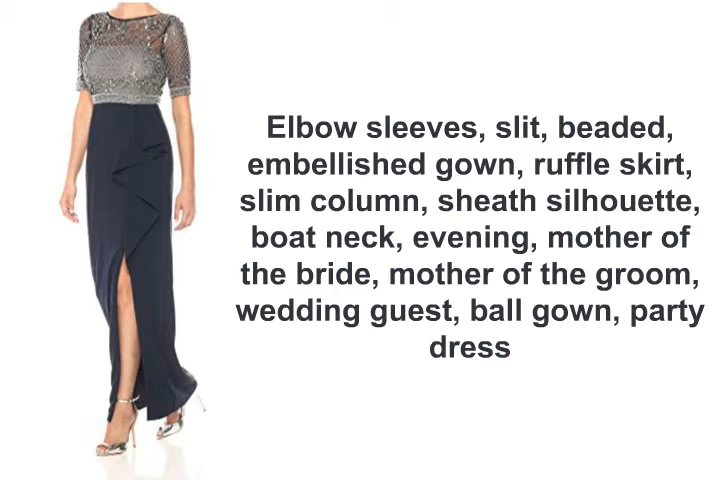 Elbow sleeves, slit, beaded,
embellished gown, ruffle skirt,
slim column, sheath silhouette,
boat neck, evening, mother of
the bride, mother of the groom,
wedding guest, ball gown, party
dress